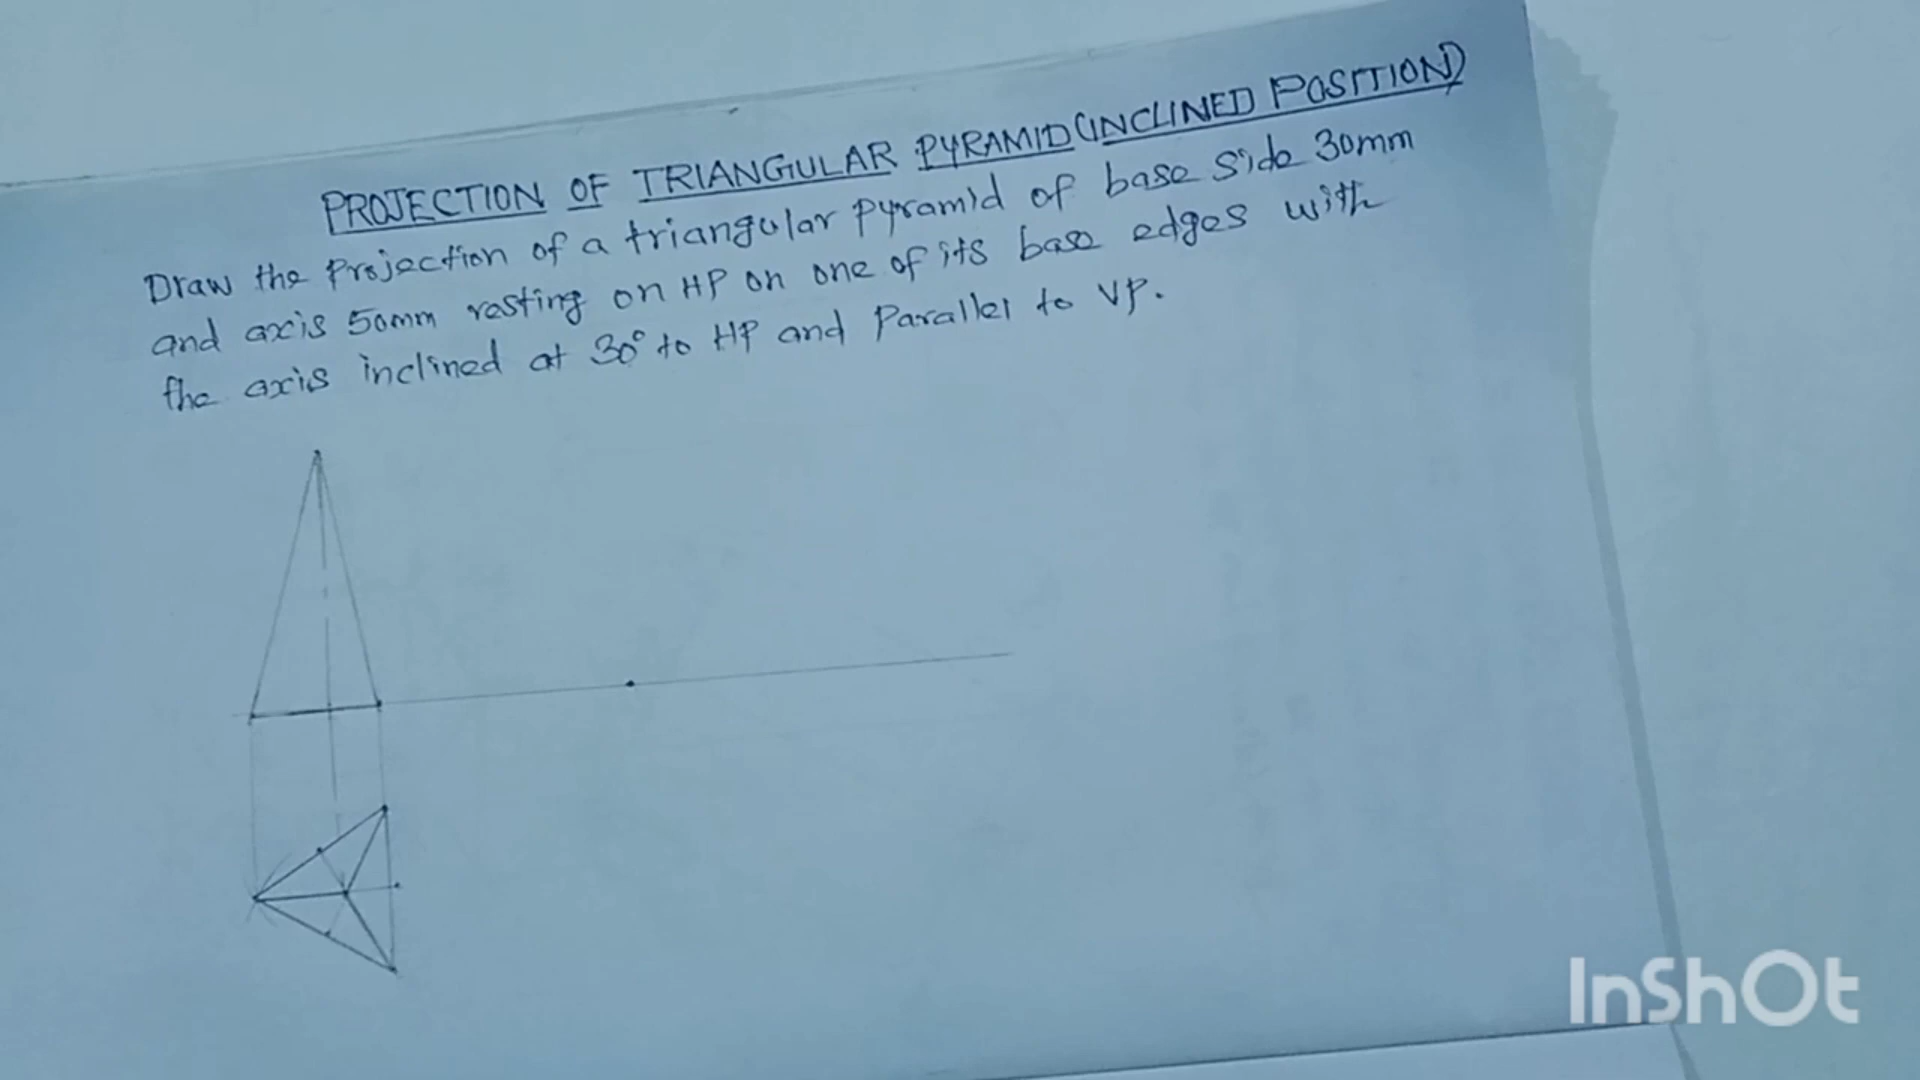 PROJECTION OF TRIANGULAR PYRAMID (INCLINED POSITION)
Draw the Projection of a triangular pyramid of base side 30mm
and axis 50mm resting on HP on one of its base edges with
the axis inclined at 30° to HP and Parallel to VP.
InShOt